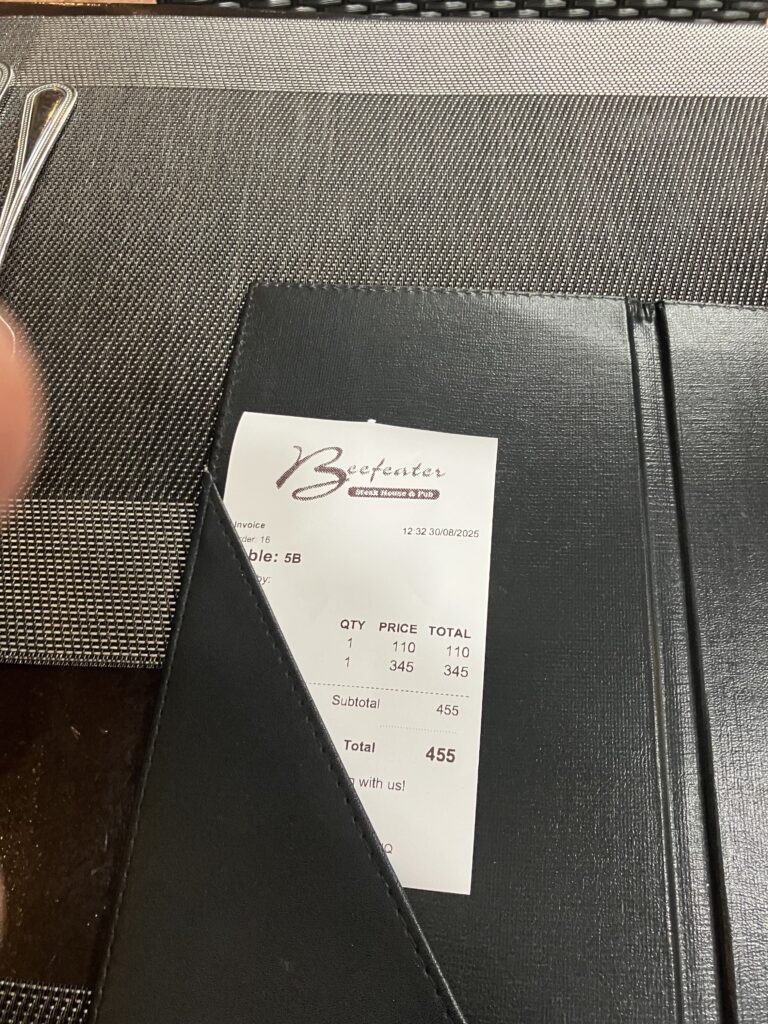 Beefeater
Steak House & Pub
Invoice
rder: 16
12:32 30/08/2025
ble: 5B
by:
QTY PRICE TOTAL
1 110 110
1 345 345
Subtotal 455
Total 455
g with us!